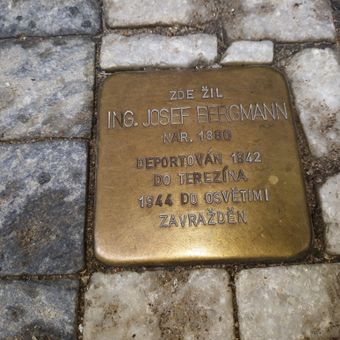 ZDE ŽIL
ING. JOSEF BERGMANN
NAR. 1880
DEPORTOVÁN 1942
DO TEREZÍNA
1944 DO OSVĚTIMI
ZAVRAŽDĚN